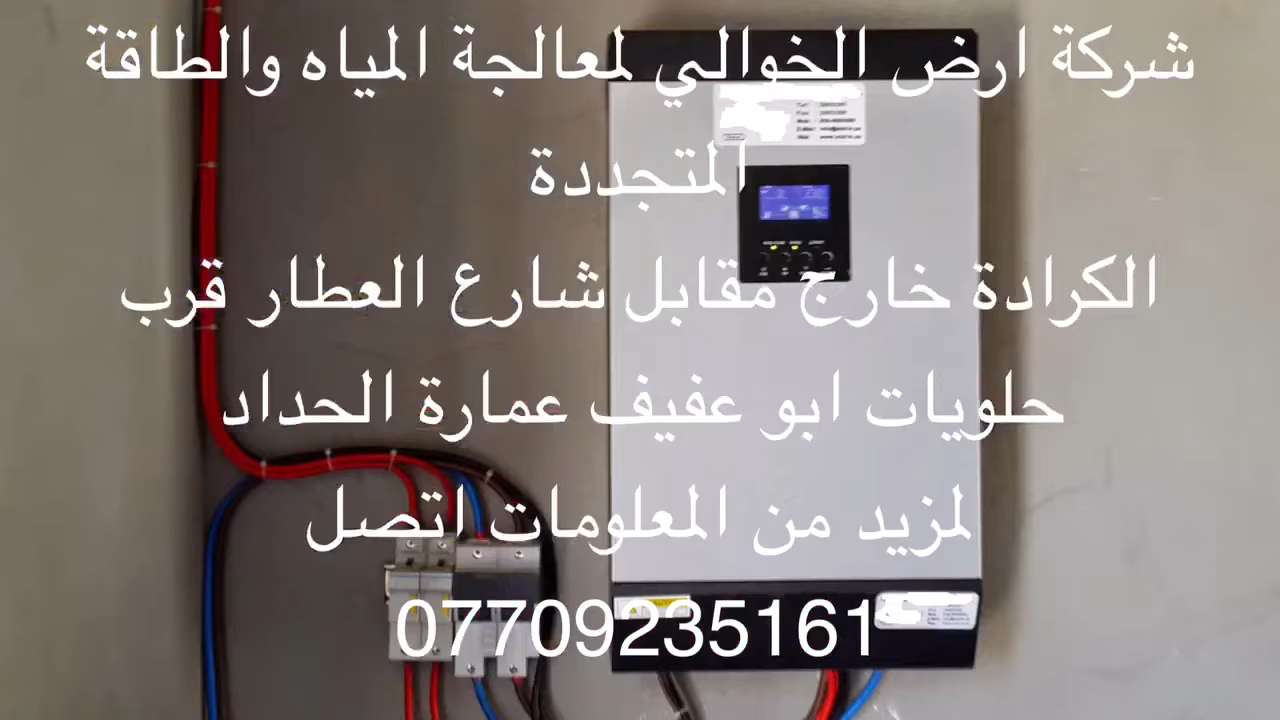 شركة ارض الخوالي لمعالجة المياه والطاقة
المتجددة
الكرادة خارج مقابل شارع العطار قرب
حلويات ابو عفيف عمارة الحداد
لمزيد من المعلومات اتصل
07709235161